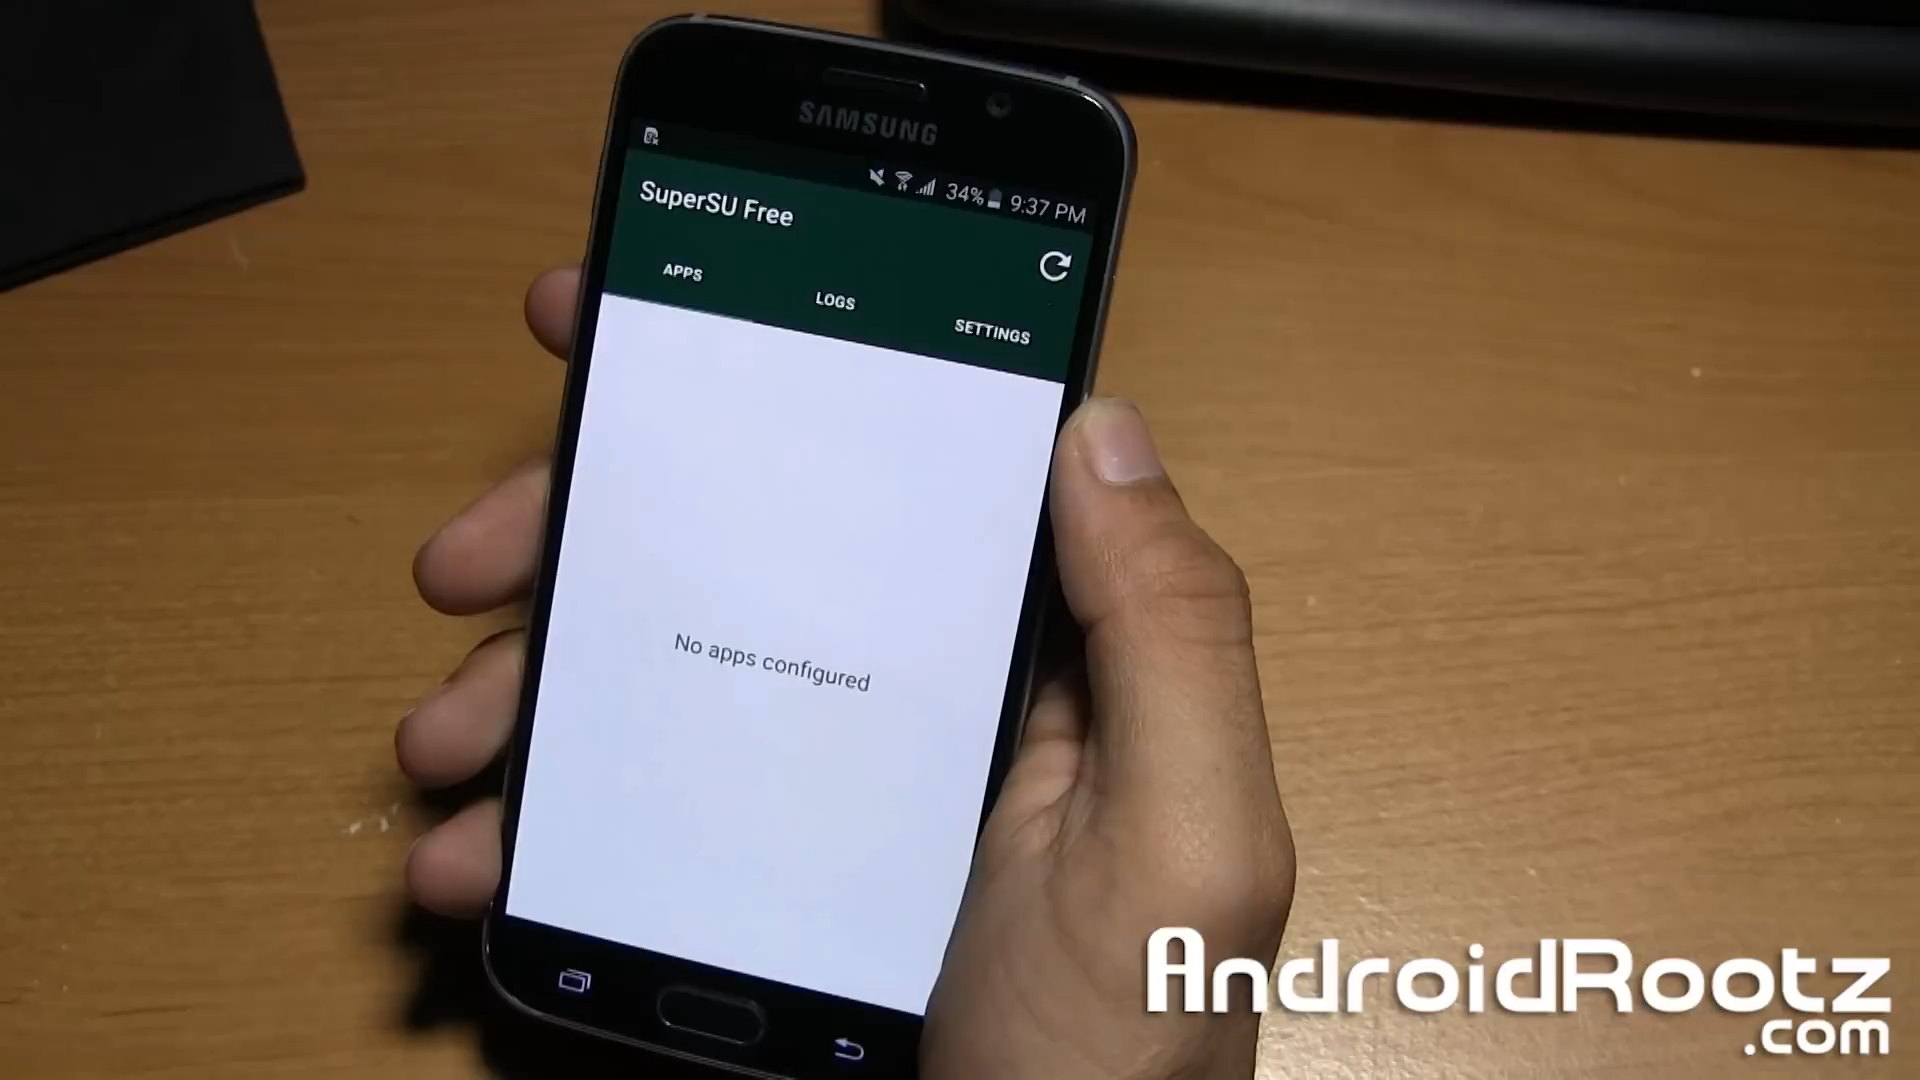 SAMSUNG
34% 9:37 PM
SuperSU Free
APPS
LOGS
SETTINGS
No apps configured
AndroidRootz
.com